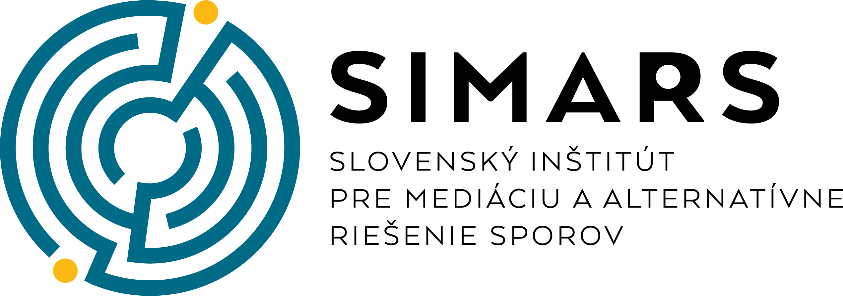 SIMARS
SLOVENSKÝ INŠTITÚT
PRE MEDIÁCIU A ALTERNATÍVNE
RIEŠENIE SPOROV